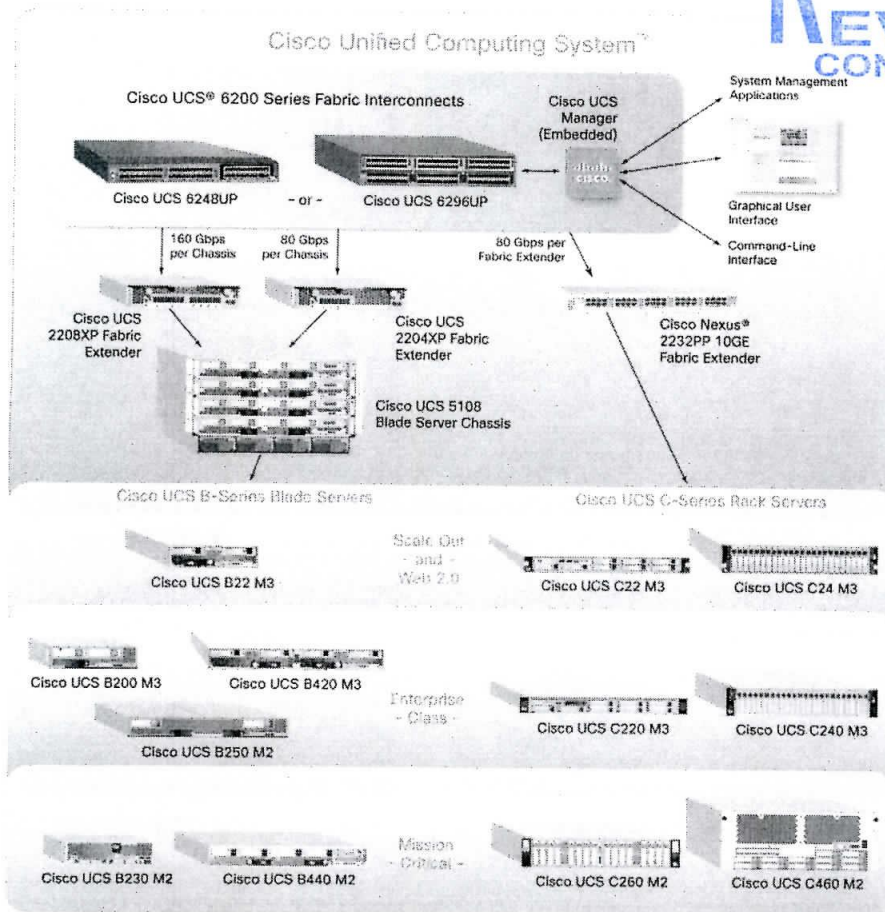 Cisco Unified Computing System™
CON
Cisco UCS® 6200 Series Fabric Interconnects
Cisco UCS
Manager
(Embedded)
System Management
Applications
cisco
Cisco UCS 6248UP
- or -
Cisco UCS 6296UP
Graphical User
Interface
Command-Line
Interface
160 Gbps
per Chassis
80 Gbps
per Chassis
80 Gbps per
Fabric Extender
Cisco UCS
2208XP Fabric
Extender
Cisco UCS
2204XP Fabric
Extender
Cisco Nexus®
2232PP 10GE
Fabric Extender
Cisco UCS 5108
Blade Server Chassis
Cisco UCS B-Series Blade Servers
Cisco UCS C-Series Rack Servers
Scale Out
- and -
Web 2.0
Cisco UCS B22 M3
Cisco UCS C22 M3
Cisco UCS C24 M3
Cisco UCS B200 M3
Cisco UCS B420 M3
Cisco UCS B250 M2
Enterprise
- Class -
Cisco UCS C220 M3
Cisco UCS C240 M3
Mission
- Critical -
Cisco UCS B230 M2
Cisco UCS B440 M2
Cisco UCS C260 M2
Cisco UCS C460 M2